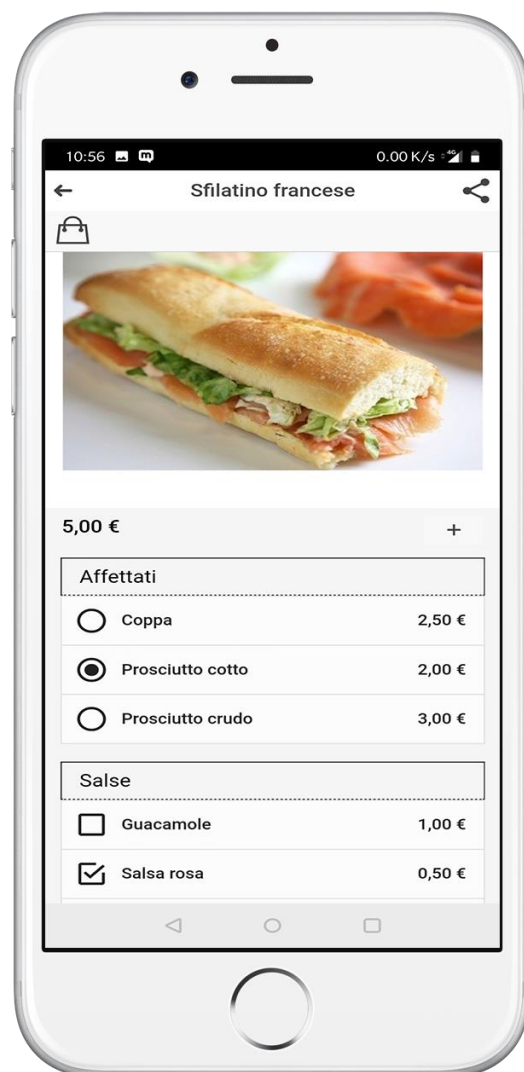 10:56 0.00 K/s 4G
Sfilatino francese
5,00 € +
Affettati
Coppa 2,50 €
Prosciutto cotto 2,00 €
Prosciutto crudo 3,00 €
Salse
Guacamole 1,00 €
Salsa rosa 0,50 €